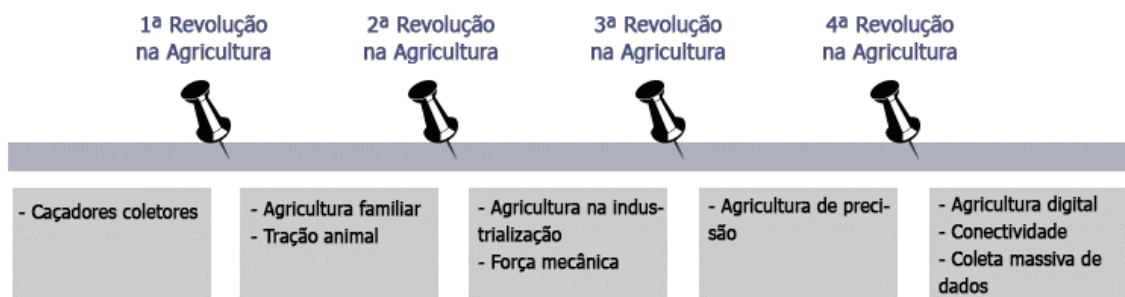 1ª Revolução
na Agricultura
2ª Revolução
na Agricultura
3ª Revolução
na Agricultura
4ª Revolução
na Agricultura
- Caçadores coletores
- Agricultura familiar
- Tração animal
- Agricultura na indus-
trialização
- Força mecânica
- Agricultura de preci-
são
- Agricultura digital
- Conectividade
- Coleta massiva de
dados